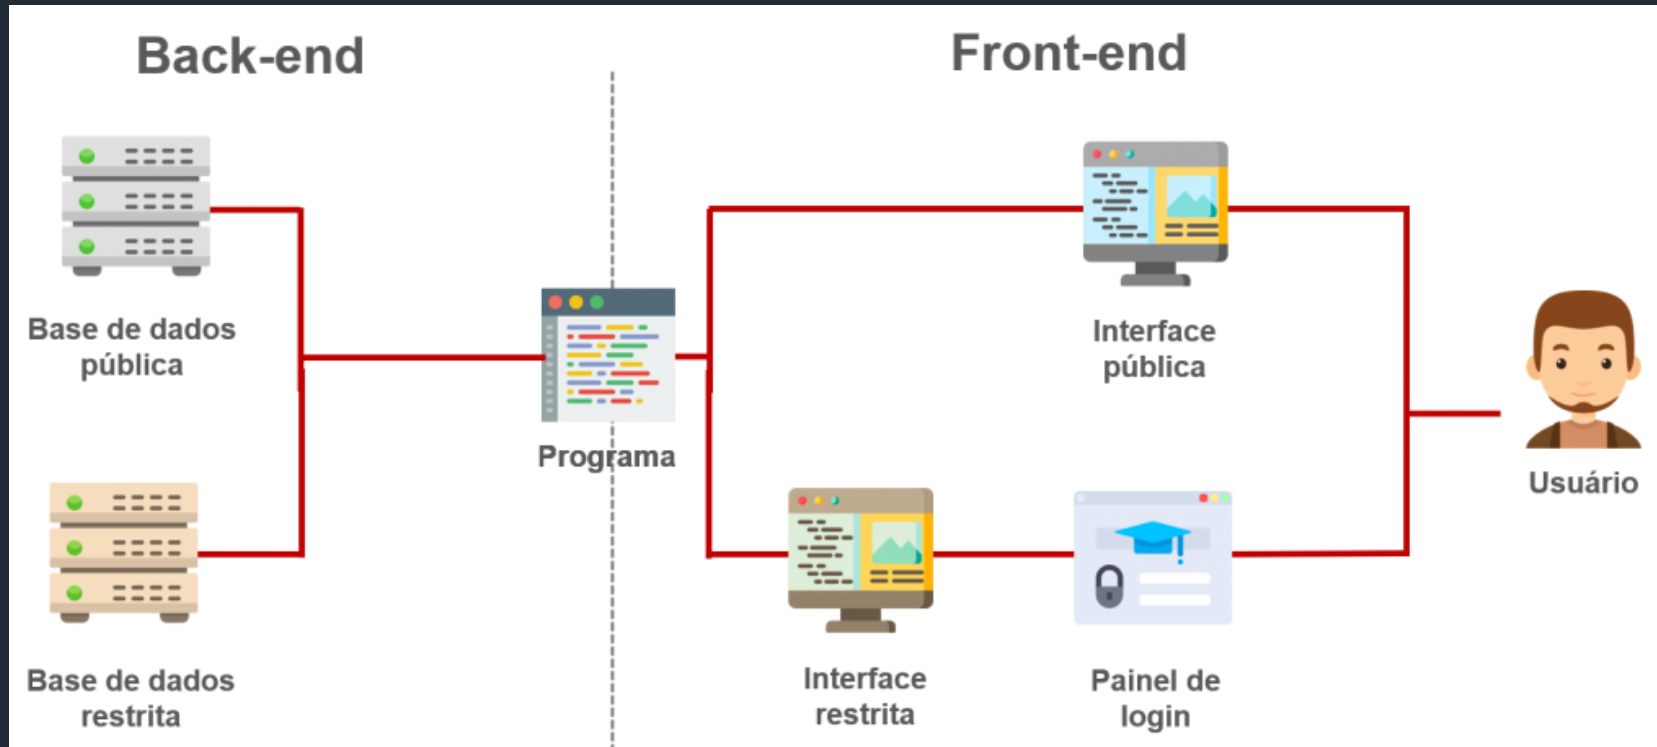 Back-end
Front-end
Base de dados
pública
Interface
pública
Programa
Usuário
Base de dados
restrita
Interface
restrita
Painel de
login